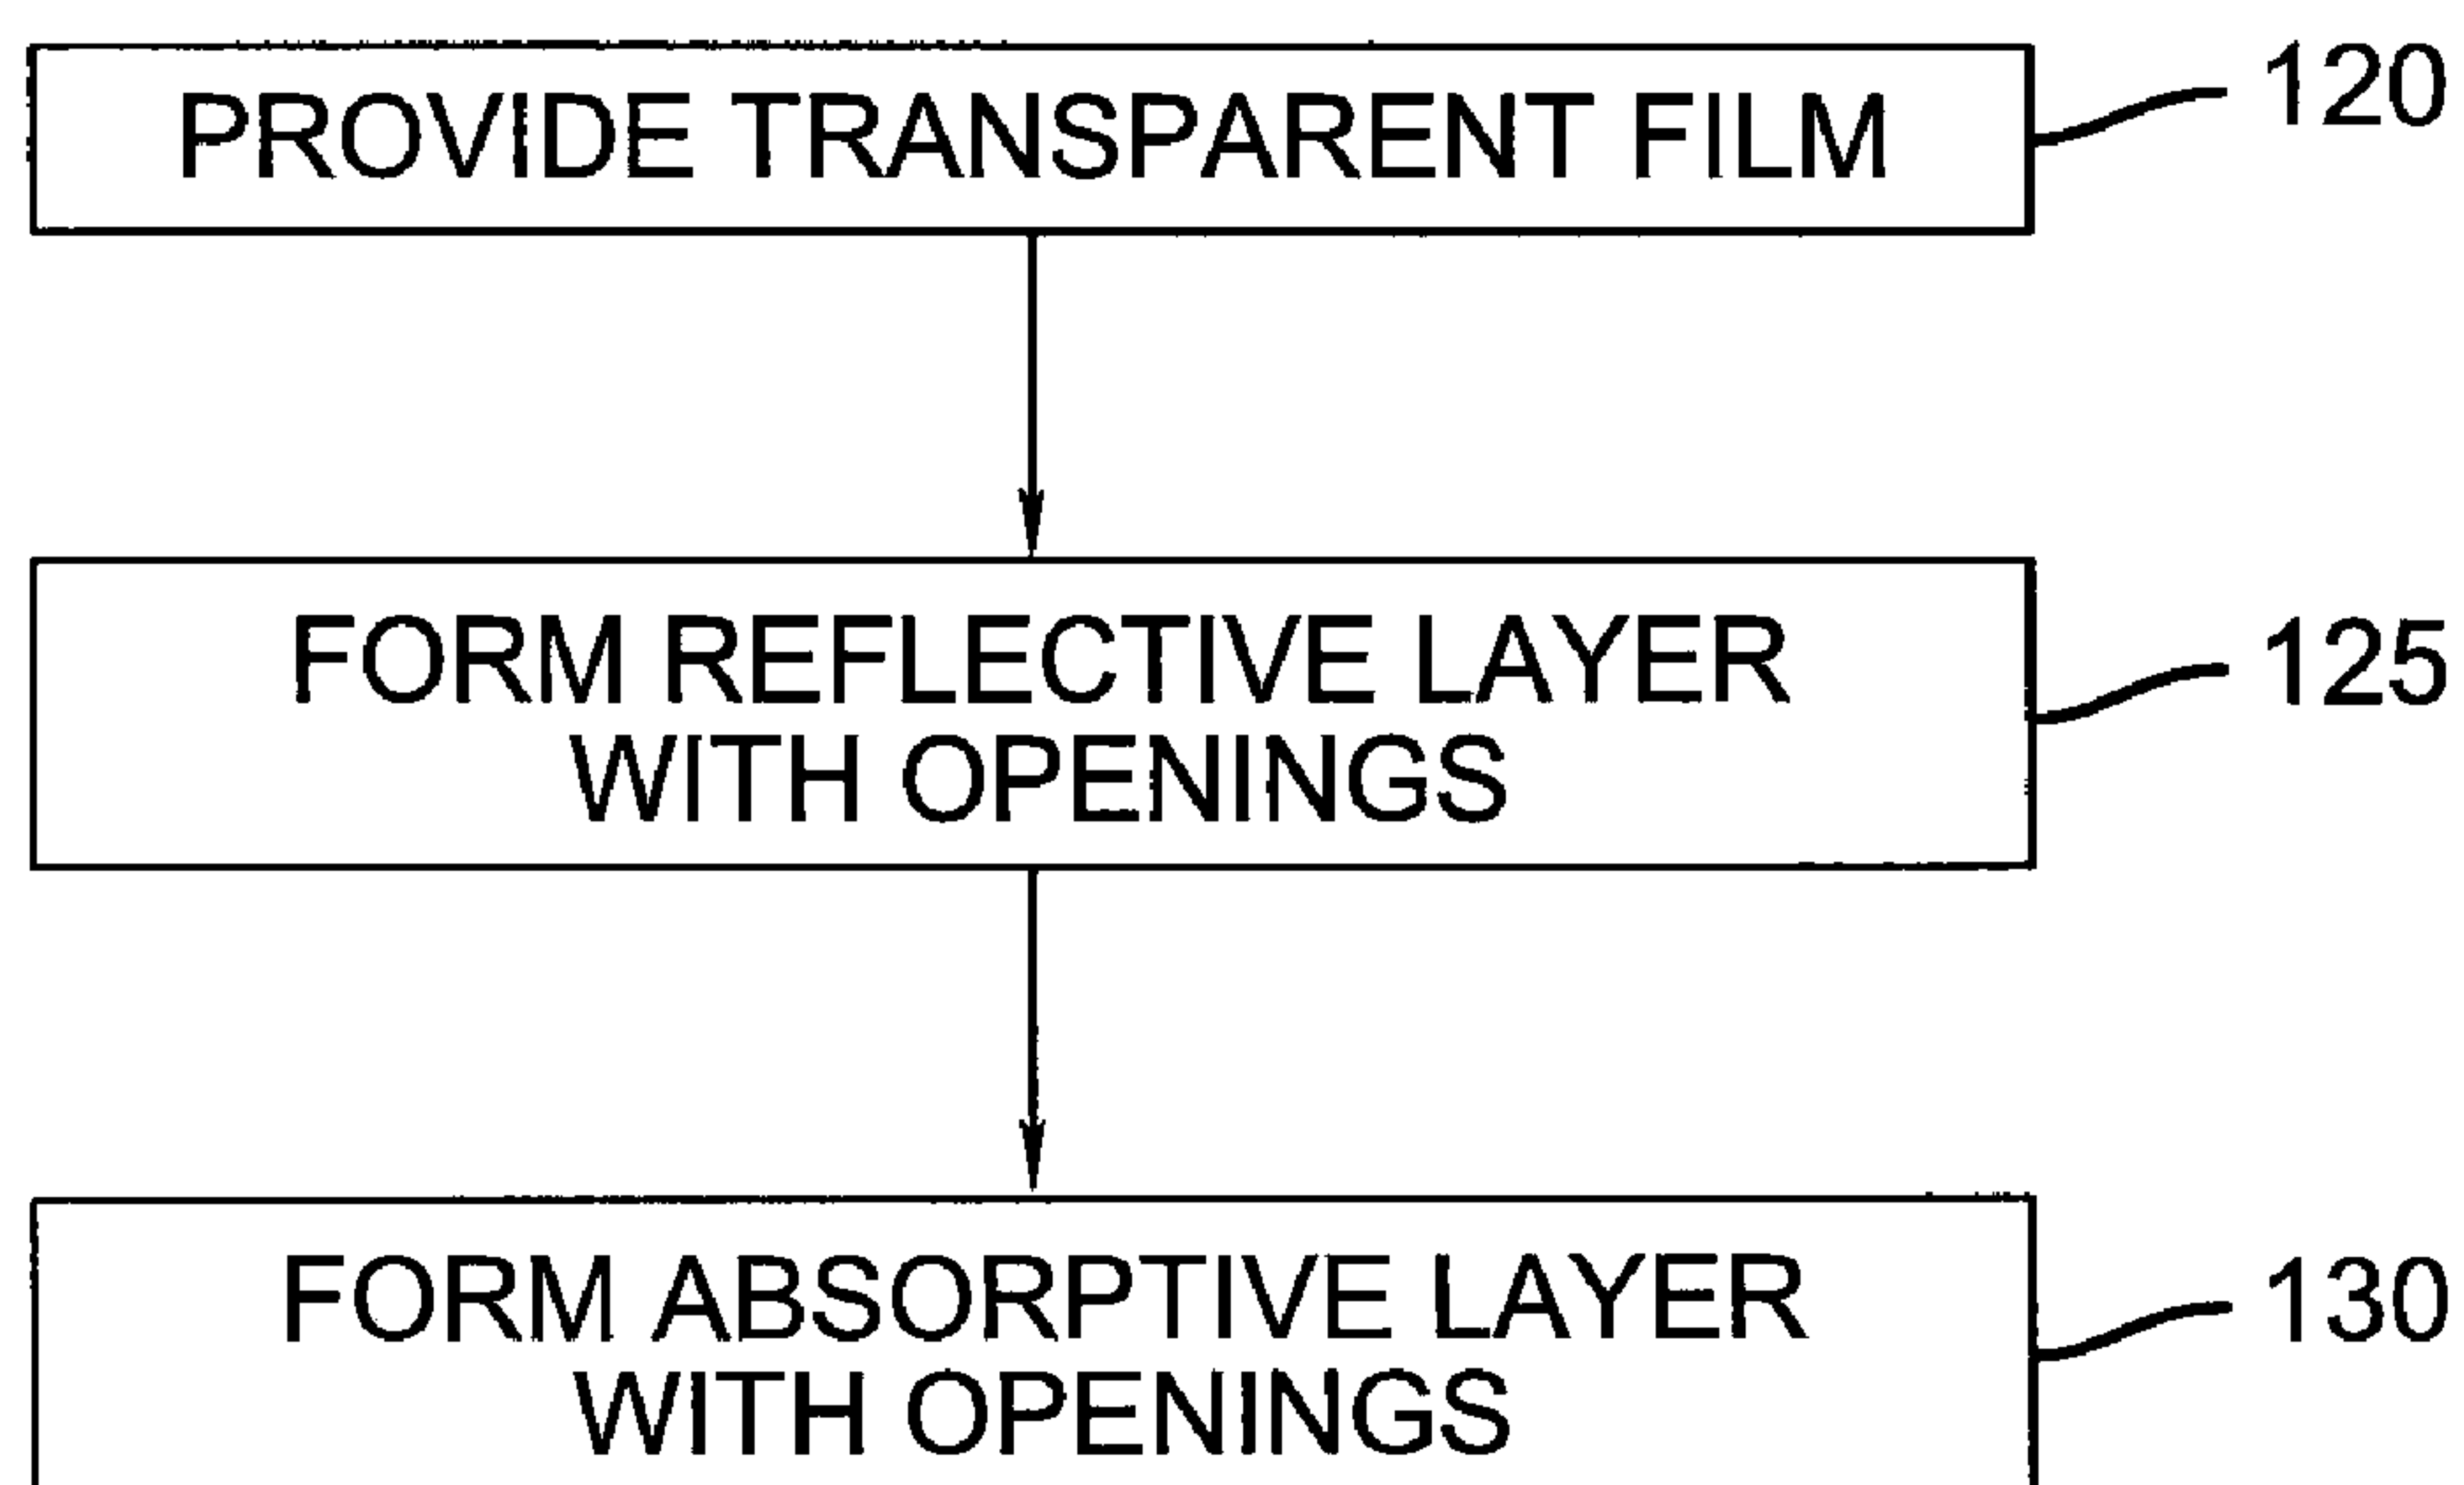 PROVIDE TRANSPARENT FILM
120
FORM REFLECTIVE LAYER
WITH OPENINGS
125
FORM ABSORPTIVE LAYER
WITH OPENINGS
130